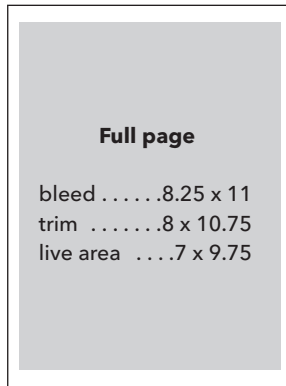 Full page
bleed . . . . . .8.25 x 11
trim . . . . . . .8 x 10.75
live area . . . .7 x 9.75